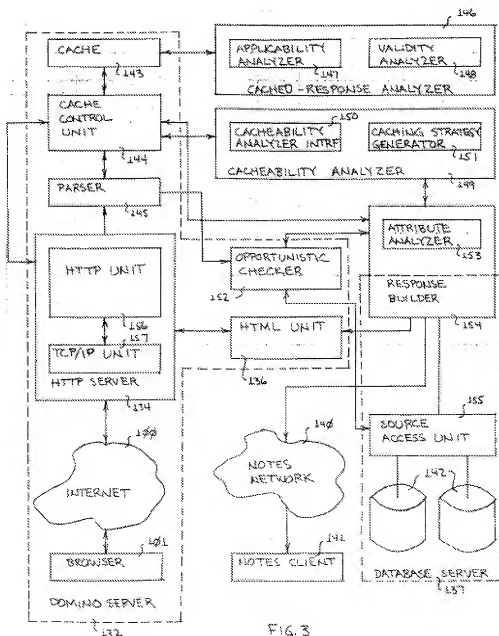 146
CACHE
143
APPLICABILITY
ANALYZER
147
VALIDITY
ANALYZER
148
CACHED-RESPONSE ANALYZER
CACHE
CONTROL
UNIT
144
150
CACHEABILITY
ANALYZER INTRF
CACHING STRATEGY
GENERATOR
151
CACHEABILITY ANALYZER
149
PARSER
145
ATTRIBUTE
ANALYZER
153
OPPORTUNISTIC
CHECKER
152
HTTP UNIT
156
RESPONSE
BUILDER
154
HTML UNIT
136
157
TCP/IP UNIT
HTTP SERVER
134
155
SOURCE
ACCESS UNIT
100
INTERNET
140
NOTES
NETWORK
142
101
BROWSER
141
NOTES CLIENT
DATABASE SERVER
137
DOMINO SERVER
132
FIG. 3